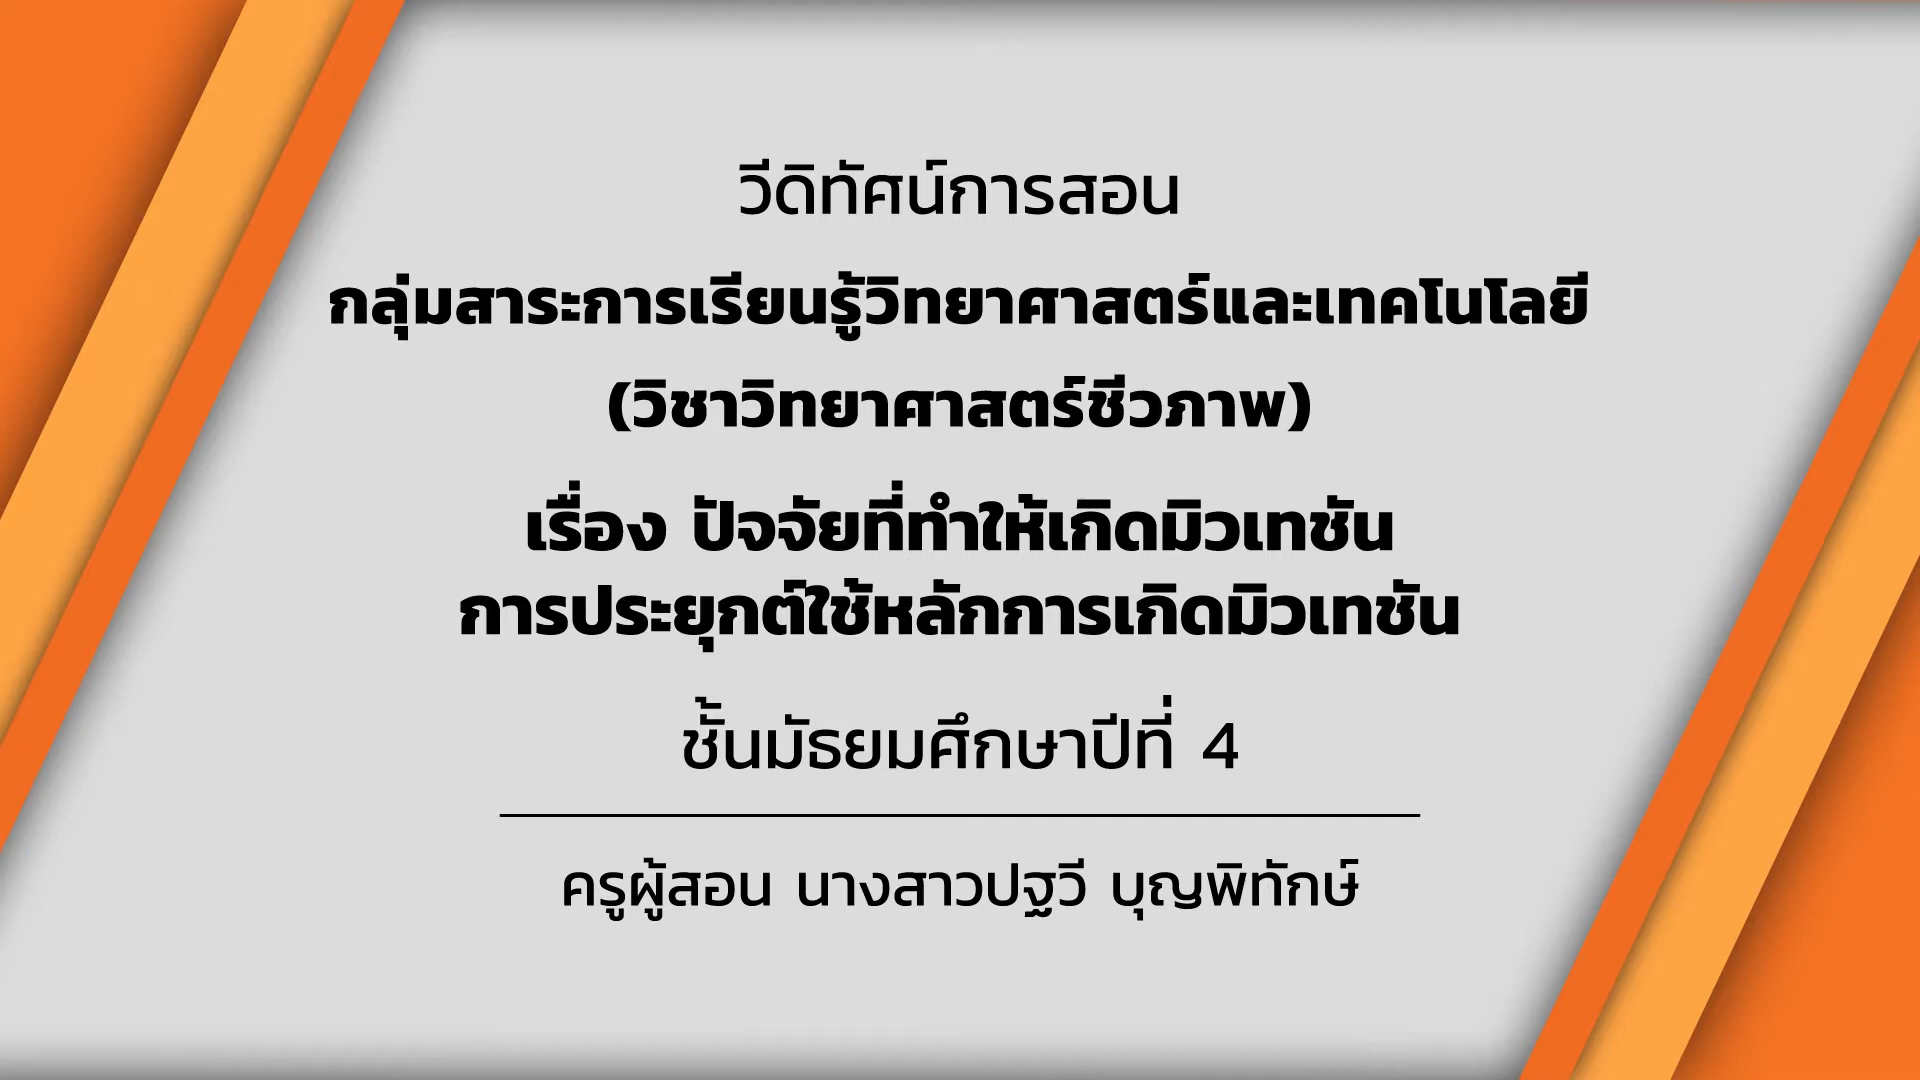 วีดิทัศน์การสอน
กลุ่มสาระการเรียนรู้วิทยาศาสตร์และเทคโนโลยี
(วิชาวิทยาศาสตร์ชีวภาพ)
เรื่อง ปัจจัยที่ทำให้เกิดมิวเทชัน
การประยุกต์ใช้หลักการเกิดมิวเทชัน
ชั้นมัธยมศึกษาปีที่ 4
ครูผู้สอน นางสาวปฐวี บุญพิทักษ์